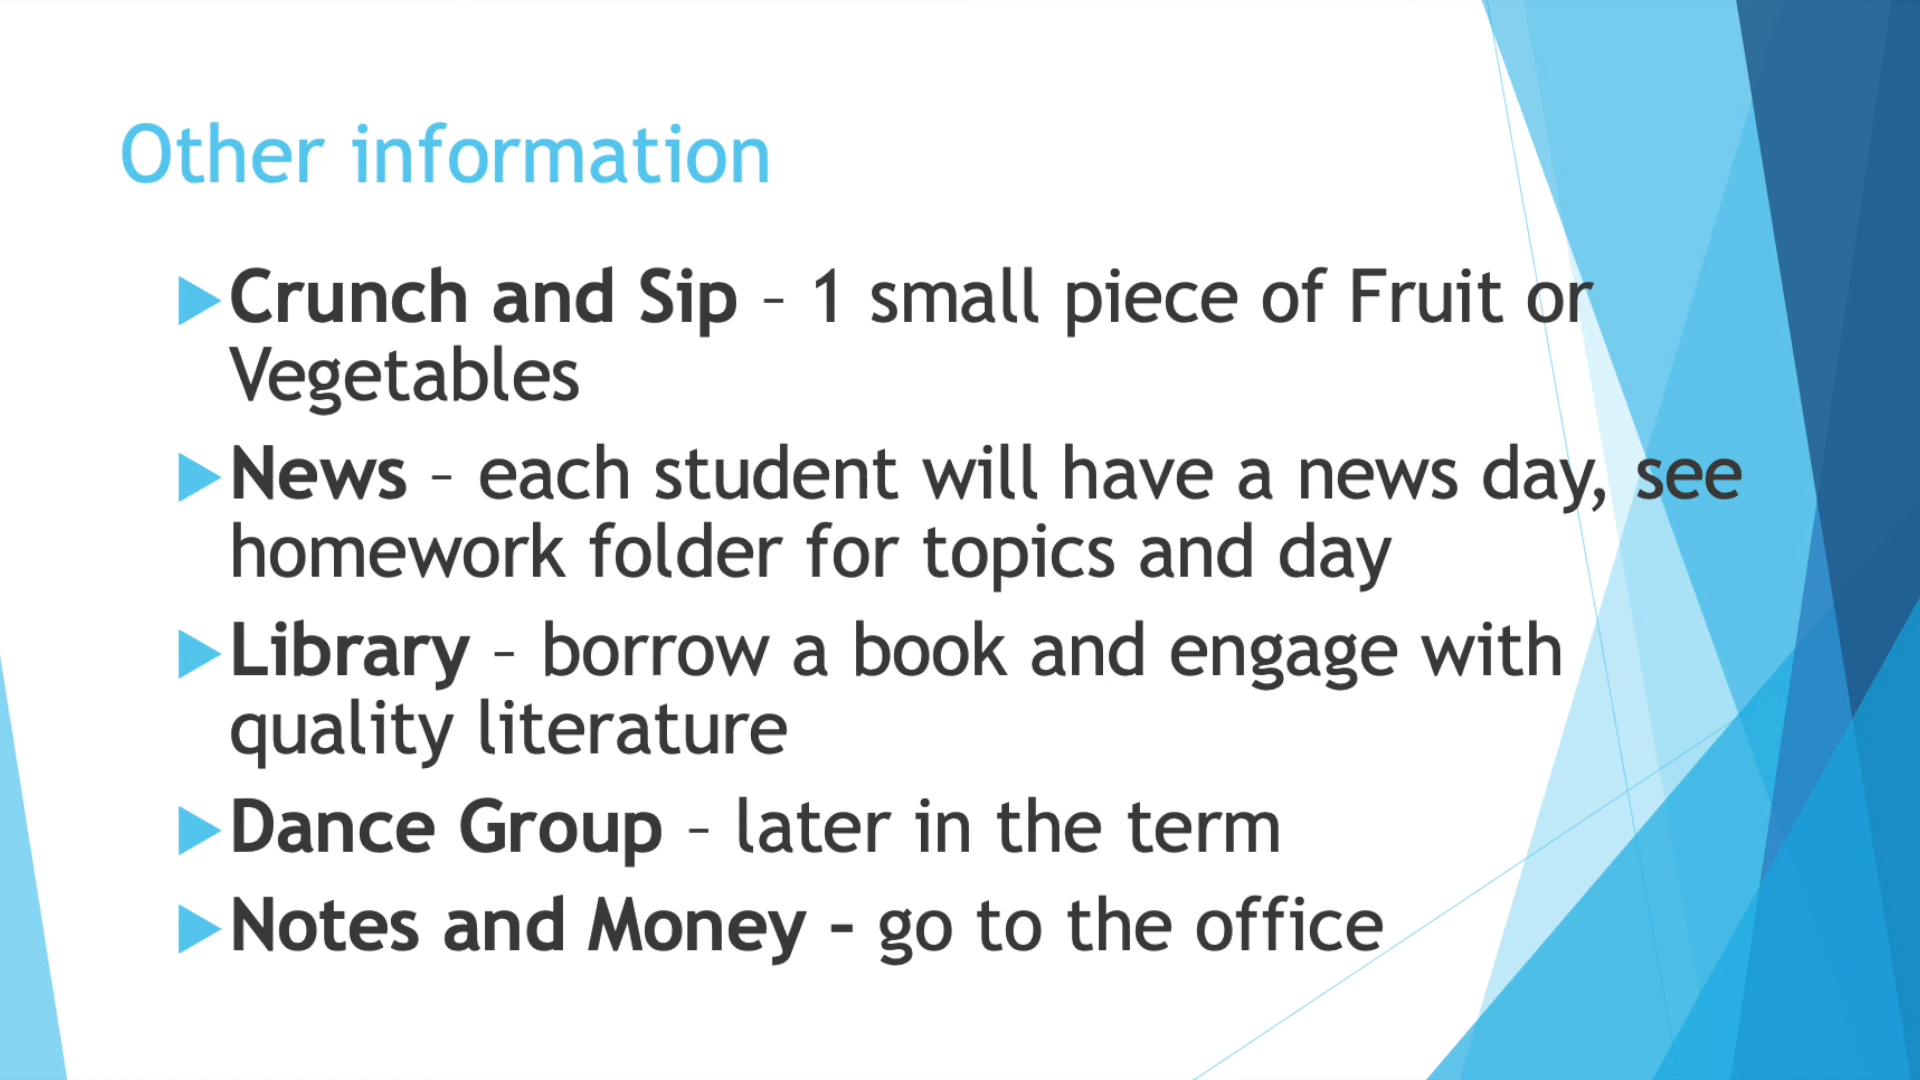 Other information
Crunch and Sip – 1 small piece of Fruit or
Vegetables
News – each student will have a news day, see
homework folder for topics and day
Library – borrow a book and engage with
quality literature
Dance Group – later in the term
Notes and Money – go to the office